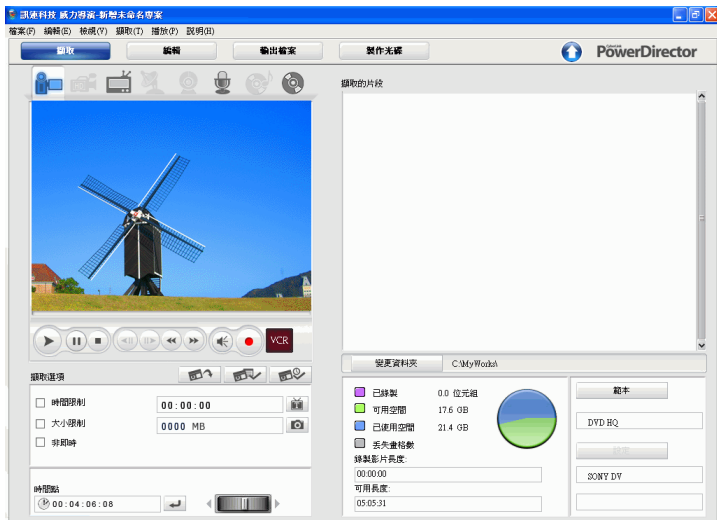 訊連科技 威力導演-新增未命名專案
檔案(F) 編輯(E) 檢視(V) 擷取(T) 播放(P) 說明(H)
擷取 編輯 輸出檔案 製作光碟
PowerDirector
擷取的片段
VCR
變更資料夾 C:\MyWorks\
擷取選項
時間限制 00:00:00
大小限制 0000 MB
非即時
時間點
00:04:06:08
已錄製 0.0 位元組
可用空間 17.6 GB
已使用空間 21.4 GB
丟失畫格數
錄製影片長度:
00:00:00
可用長度:
05:05:31
範本
DVD HQ
SONY DV